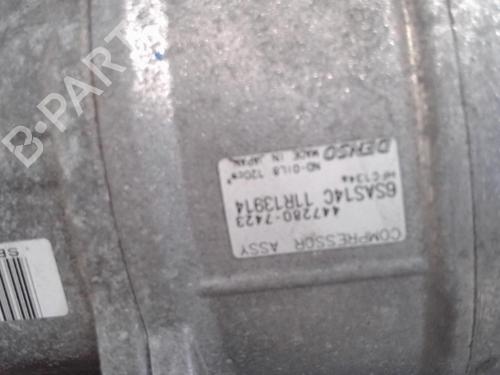 COMPRESSOR ASSY
447280-7423
6SAS14C 11R13914
HFC134a
ND-OIL8 120cc
DENSO MADE IN JAPAN
B-PARTS